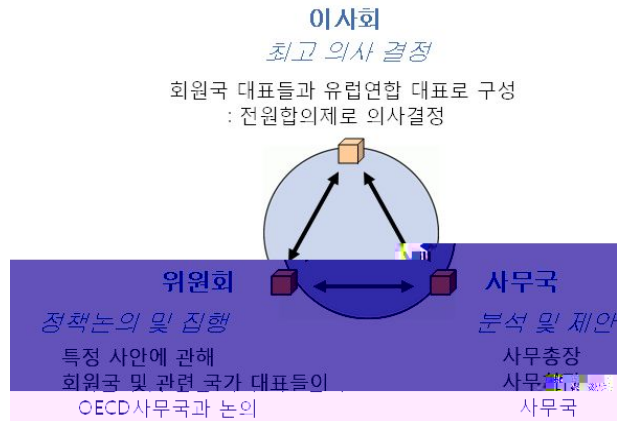 이사회
최고 의사 결정
회원국 대표들과 유럽연합 대표로 구성
: 전원합의제로 의사결정
위원회
정책논의 및 집행
특정 사안에 관해
회원국 및 관련 국가 대표들이
OECD사무국과 논의
사무국
분석 및 제안
사무총장
사무국